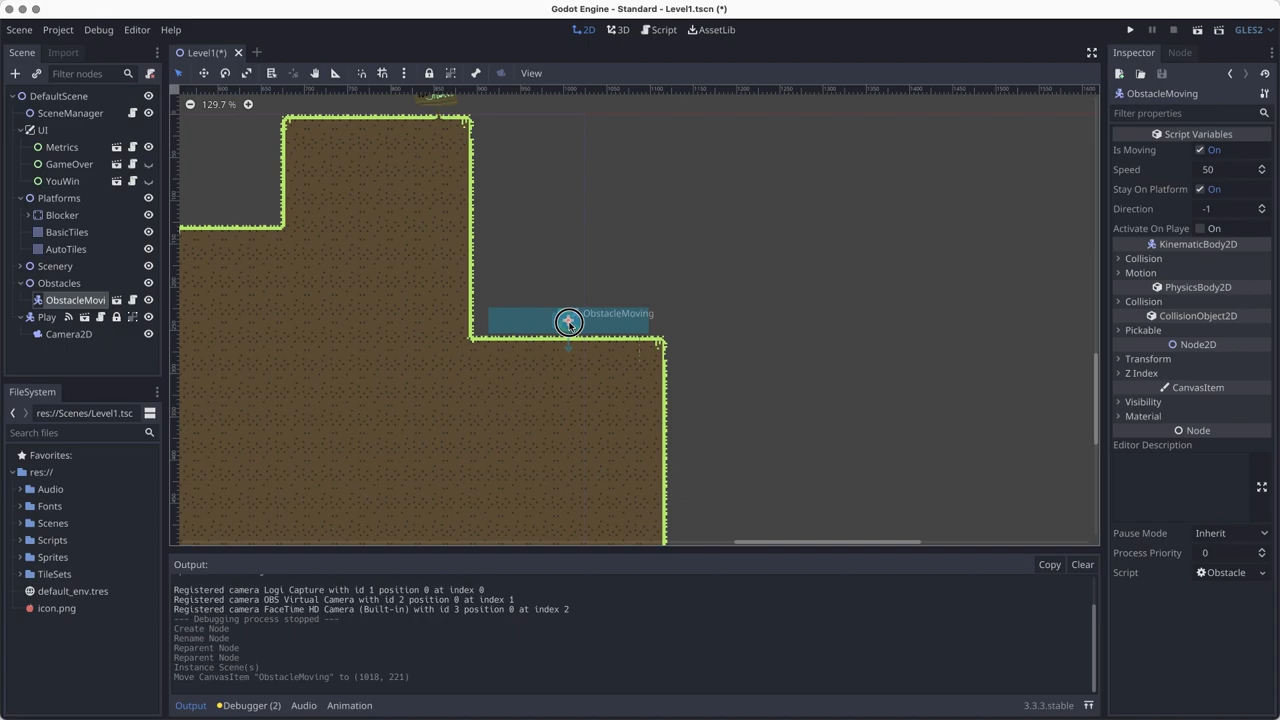 Godot Engine - Standard - Level1.tscn (*)
Scene Project Debug Editor Help
2D 3D Script AssetLib
GLES2
Scene Import
Level1(*)
Inspector Node
Filter nodes
View
DefaultScene
SceneManager
UI
Metrics
GameOver
YouWin
Platforms
Blocker
BasicTiles
AutoTiles
Scenery
Obstacles
ObstacleMovi
Play
Camera2D
129.7 %
ObstacleMoving
ObstacleMoving
Filter properties
Script Variables
Is Moving On
Speed 50
Stay On Platform On
Direction -1
Activate On Playe On
KinematicBody2D
Collision
Motion
PhysicsBody2D
Collision
CollisionObject2D
Pickable
Node2D
Transform
Z Index
CanvasItem
Visibility
Material
Node
Editor Description
Pause Mode Inherit
Process Priority 0
Script Obstacle
FileSystem
res://Scenes/Level1.tsc
Search files
Favorites:
res://
Audio
Fonts
Scenes
Scripts
Sprites
TileSets
default_env.tres
icon.png
Output:
Copy Clear
Registered camera Logi Capture with id 1 position 0 at index 0
Registered camera OBS Virtual Camera with id 2 position 0 at index 1
Registered camera FaceTime HD Camera (Built-in) with id 3 position 0 at index 2
--- Debugging process stopped ---
Create Node
Rename Node
Reparent Node
Reparent Node
Instance Scene(s)
Move CanvasItem "ObstacleMoving" to (1018, 221)
Output Debugger (2) Audio Animation
3.3.3.stable